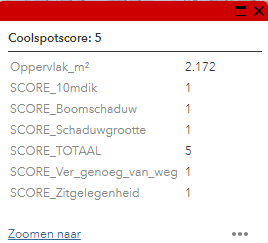 Coolspotscore: 5
Oppervlak_m² 2.172
SCORE_10mdik 1
SCORE_Boomschaduw 1
SCORE_Schaduwgrootte 1
SCORE_TOTAAL 5
SCORE_Ver_genoeg_van_weg 1
SCORE_Zitgelegenheid 1
Zoomen naar